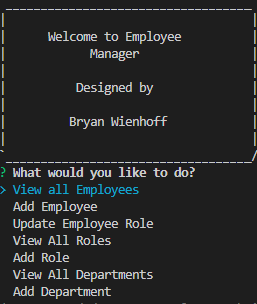 Welcome to Employee
Manager
Designed by
Bryan Wienhoff
? What would you like to do?
> View all Employees
Add Employee
Update Employee Role
View All Roles
Add Role
View All Departments
Add Department